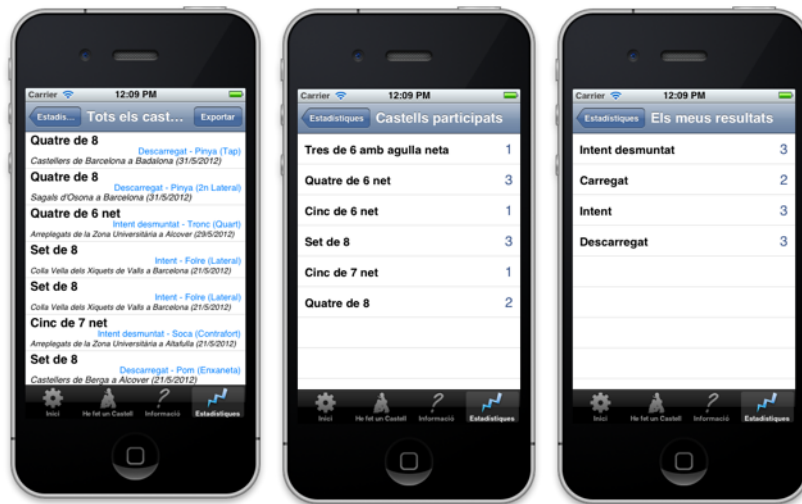 Carrier 12:09 PM
Estadís... Tots els cast... Exportar
Quatre de 8
Descarregat - Pinya (Tap)
Castellers de Barcelona a Badalona (31/5/2012)
Quatre de 8
Descarregat - Pinya (2n Lateral)
Sagals d'Osona a Barcelona (31/5/2012)
Quatre de 6 net
Intent desmuntat - Tronc (Quart)
Arreplegats de la Zona Universitària a Alcover (29/5/2012)
Set de 8
Intent - Folre (Lateral)
Colla Vella dels Xiquets de Valls a Barcelona (21/5/2012)
Set de 8
Intent - Folre (Lateral)
Colla Vella dels Xiquets de Valls a Barcelona (21/5/2012)
Cinc de 7 net
Intent desmuntat - Soca (Contrafort)
Arreplegats de la Zona Universitària a Altafulla (21/5/2012)
Set de 8
Descarregat - Pom (Enxaneta)
Castellers de Berga a Alcover (21/5/2012)
Inici He fet un Castell Informació Estadístiques
Carrier 12:09 PM
Estadístiques Castells participats
Tres de 6 amb agulla neta 1
Quatre de 6 net 3
Cinc de 6 net 1
Set de 8 3
Cinc de 7 net 1
Quatre de 8 2
Inici He fet un Castell Informació Estadístiques
Carrier 12:09 PM
Estadístiques Els meus resultats
Intent desmuntat 3
Carregat 2
Intent 3
Descarregat 3
Inici He fet un Castell Informació Estadístiques